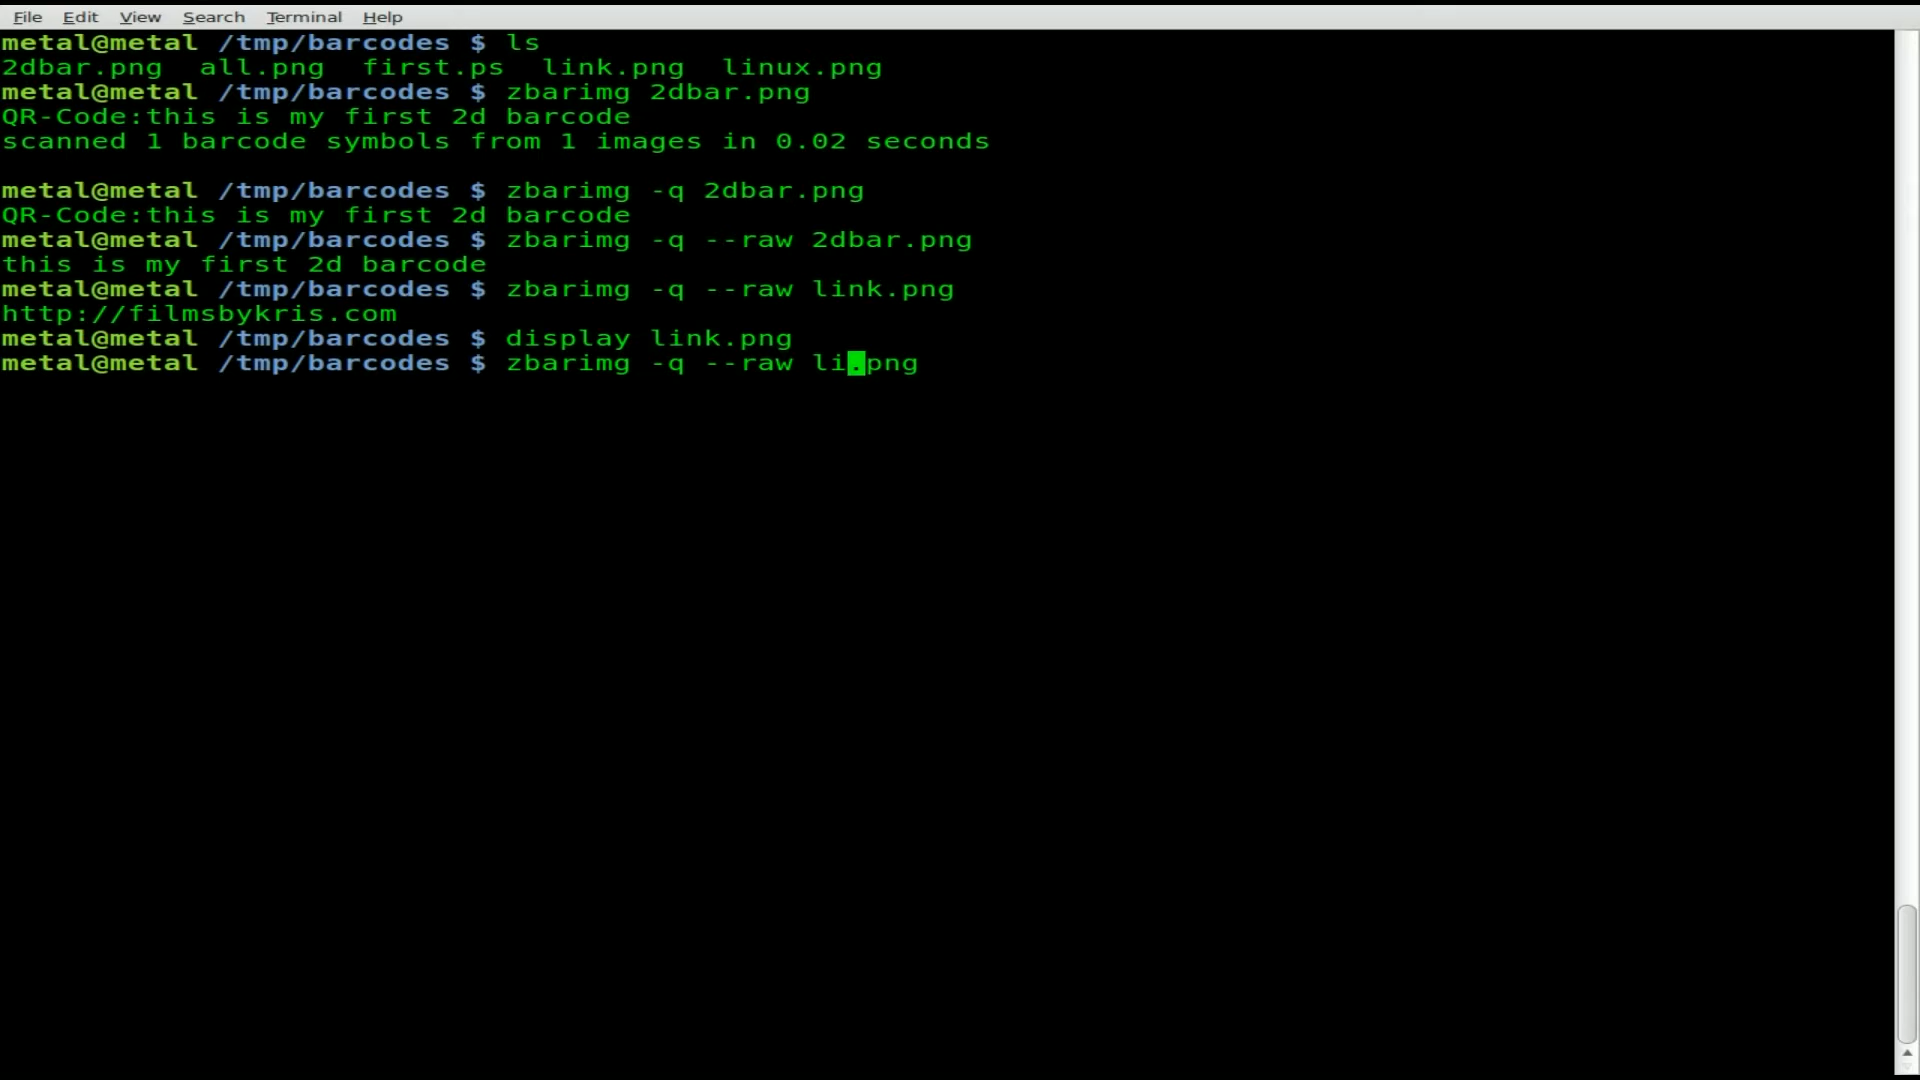 File Edit View Search Terminal Help
metal@metal /tmp/barcodes $ ls
2dbar.png  all.png  first.ps  link.png  linux.png
metal@metal /tmp/barcodes $ zbarimg 2dbar.png
QR-Code:this is my first 2d barcode
scanned 1 barcode symbols from 1 images in 0.02 seconds

metal@metal /tmp/barcodes $ zbarimg -q 2dbar.png
QR-Code:this is my first 2d barcode
metal@metal /tmp/barcodes $ zbarimg -q --raw 2dbar.png
this is my first 2d barcode
metal@metal /tmp/barcodes $ zbarimg -q --raw link.png
http://filmsbykris.com
metal@metal /tmp/barcodes $ display link.png
metal@metal /tmp/barcodes $ zbarimg -q --raw li.png